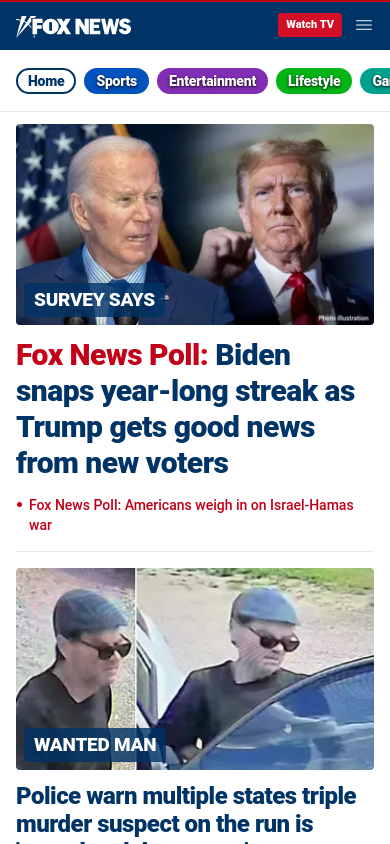 FOX NEWS
Watch TV
Home
Sports
Entertainment
Lifestyle
Ga
SURVEY SAYS
Photo illustration
Fox News Poll: Biden
snaps year-long streak as
Trump gets good news
from new voters
• Fox News Poll: Americans weigh in on Israel-Hamas
war
WANTED MAN
Police warn multiple states triple
murder suspect on the run is